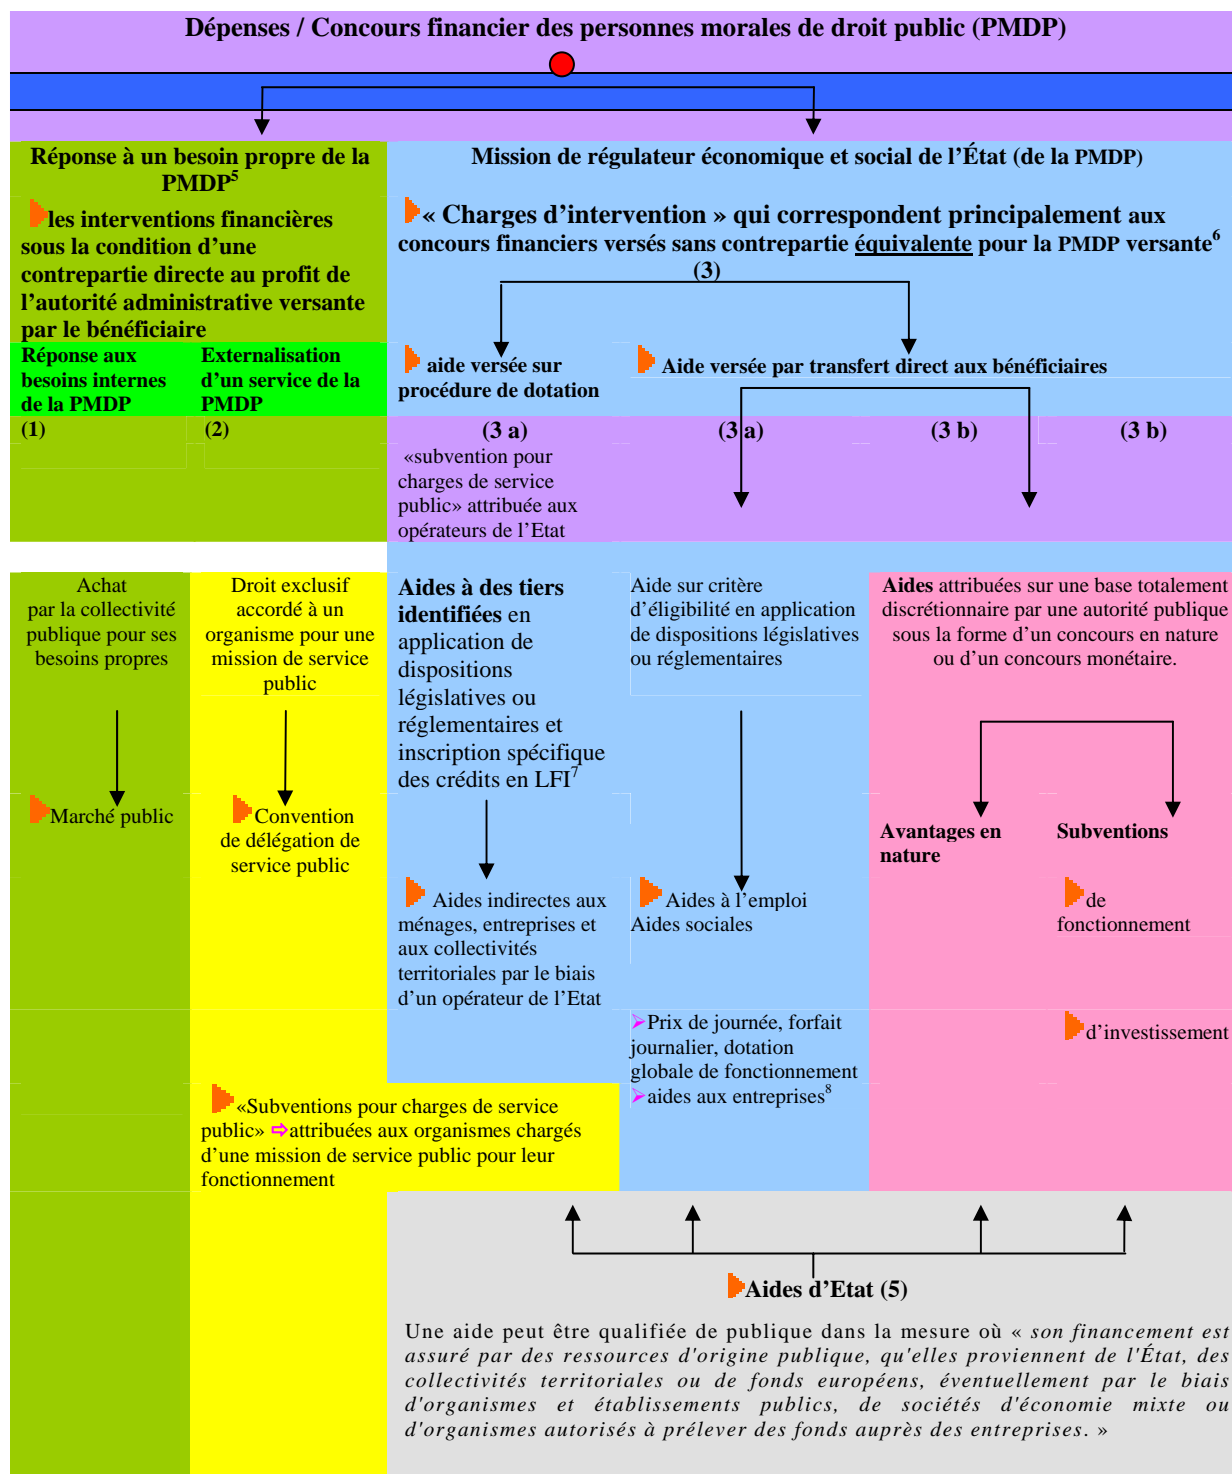 Dépenses / Concours financier des personnes morales de droit public (PMDP)
Réponse à un besoin propre de la
PMDP5
les interventions financières
sous la condition d’une
contrepartie directe au profit de
l’autorité administrative versante
par le bénéficiaire
Mission de régulateur économique et social de l’État (de la PMDP)
« Charges d’intervention » qui correspondent principalement aux
concours financiers versés sans contrepartie équivalente pour la PMDP versante6
(3)
Réponse aux
besoins internes
de la PMDP
Externalisation
d’un service de la
PMDP
aide versée sur
procédure de dotation
Aide versée par transfert direct aux bénéficiaires
(1)
(2)
(3 a)
(3 a)
(3 b)
(3 b)
«subvention pour
charges de service
public» attribuée aux
opérateurs de l’Etat
Achat
par la collectivité
publique pour ses
besoins propres
Droit exclusif
accordé à un
organisme pour une
mission de service
public
Aides à des tiers
identifiées en
application de
dispositions
législatives ou
réglementaires et
inscription spécifique
des crédits en LFI7
Aide sur critère
d’éligibilité en application
de dispositions législatives
ou réglementaires
Aides attribuées sur une base totalement
discrétionnaire par une autorité publique
sous la forme d’un concours en nature
ou d’un concours monétaire.
Marché public
Convention
de délégation de
service public
Avantages en
nature
Subventions
Aides indirectes aux
ménages, entreprises et
aux collectivités
territoriales par le biais
d’un opérateur de l’Etat
Aides à l’emploi
Aides sociales
de
fonctionnement
Prix de journée, forfait
journalier, dotation
globale de fonctionnement
aides aux entreprises8
d’investissement
«Subventions pour charges de service
public» ⇨attribuées aux organismes chargés
d’une mission de service public pour leur
fonctionnement
Aides d’Etat (5)
Une aide peut être qualifiée de publique dans la mesure où « son financement est
assuré par des ressources d'origine publique, qu'elles proviennent de l'État, des
collectivités territoriales ou de fonds européens, éventuellement par le biais
d'organismes et établissements publics, de sociétés d'économie mixte ou
d'organismes autorisés à prélever des fonds auprès des entreprises. »